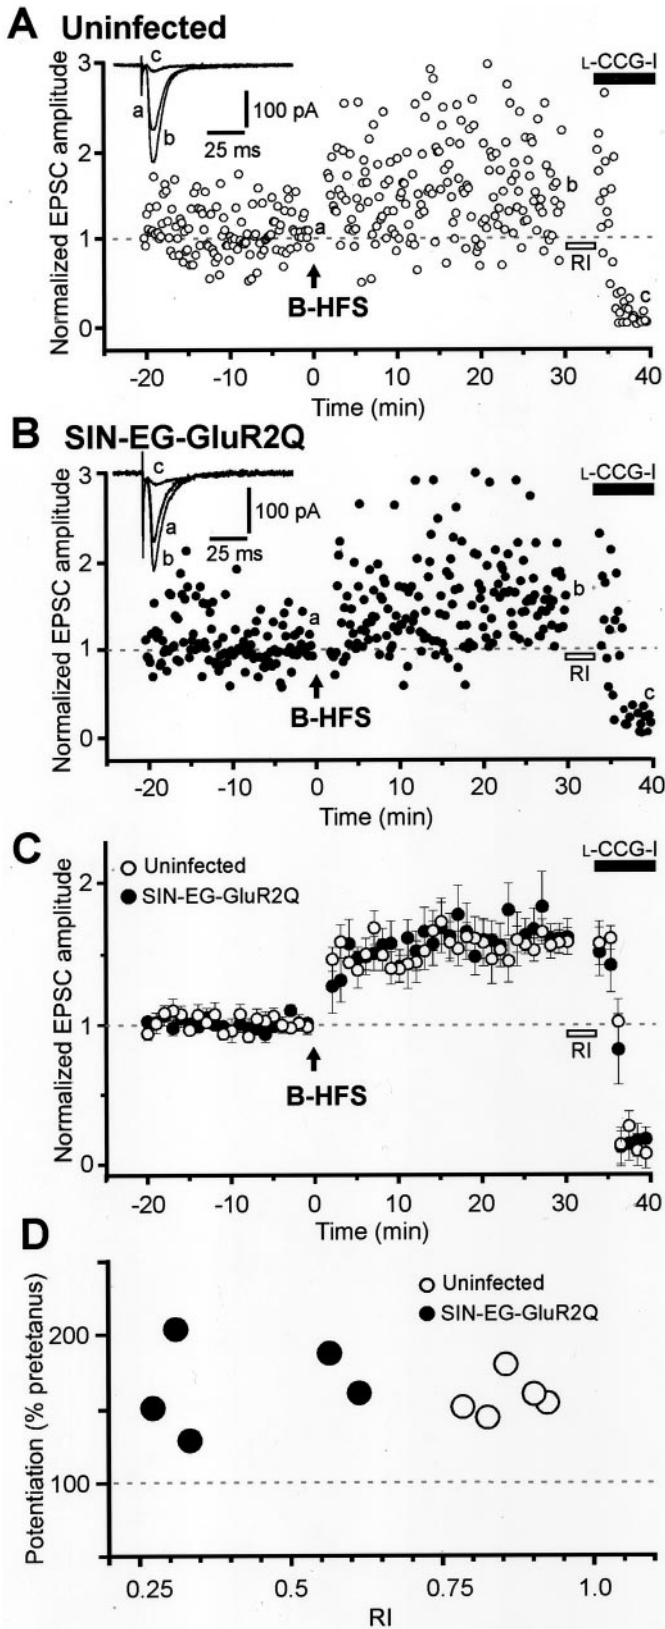 A Uninfected
Normalized EPSC amplitude
3
2
1
0
c
a
b
100 pA
25 ms
L-CCG-I
b
a
RI
B-HFS
c
-20
-10
0
10
20
30
40
Time (min)
B SIN-EG-GluR2Q
Normalized EPSC amplitude
3
2
1
0
c
a
b
100 pA
25 ms
L-CCG-I
b
a
RI
B-HFS
c
-20
-10
0
10
20
30
40
Time (min)
C
Normalized EPSC amplitude
2
1
0
Uninfected
SIN-EG-GluR2Q
L-CCG-I
RI
B-HFS
-20
-10
0
10
20
30
40
Time (min)
D
Potentiation (% pretetanus)
200
100
Uninfected
SIN-EG-GluR2Q
0.25
0.5
0.75
1.0
RI